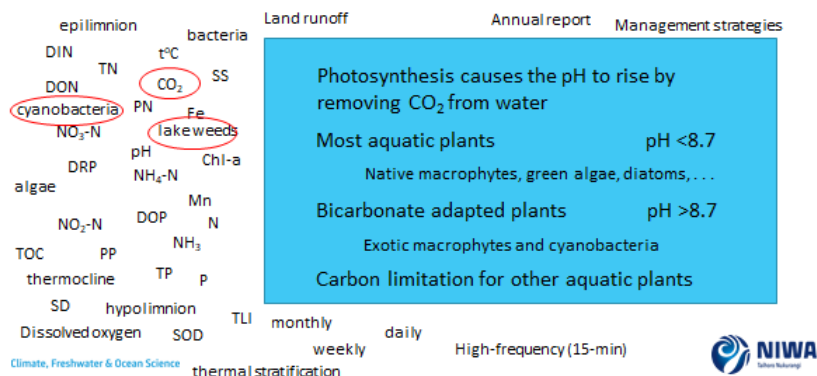 Land runoff
Annual report
Management strategies
epilimnion
bacteria
DIN
t°C
TN
CO₂
SS
DON
cyanobacteria
PN
Fe
NO₃-N
lakeweeds
pH
Chl-a
DRP
NH₄-N
algae
Mn
DOP
N
NO₂-N
NH₃
TOC
PP
thermocline
TP
P
SD
hypolimnion
TLI
Dissolved oxygen
SOD
Photosynthesis causes the pH to rise by
removing CO₂ from water
Most aquatic plants pH <8.7
Native macrophytes, green algae, diatoms, . . .
Bicarbonate adapted plants pH >8.7
Exotic macrophytes and cyanobacteria
Carbon limitation for other aquatic plants
monthly
daily
weekly
High-frequency (15-min)
thermal stratification
Climate, Freshwater & Ocean Science
NIWA
Taihoro Nukurangi